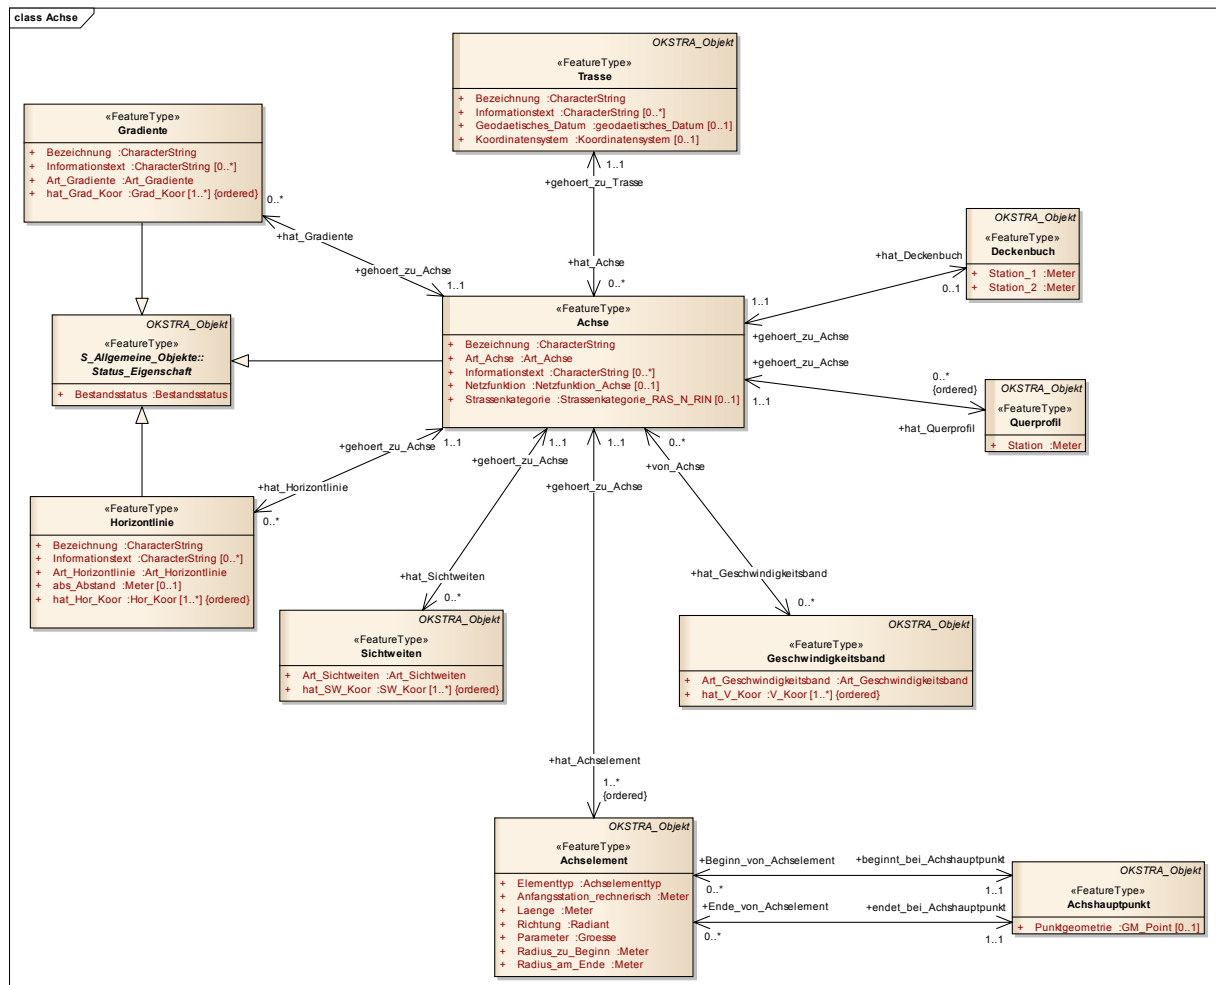 class Achse
OKSTRA_Objekt
«FeatureType»
Trasse
+ Bezeichnung :CharacterString
+ Informationstext :CharacterString [0..*]
+ Geodaetisches_Datum :geodaetisches_Datum [0..1]
+ Koordinatensystem :Koordinatensystem [0..1]
«FeatureType»
Gradiente
+ Bezeichnung :CharacterString
+ Informationstext :CharacterString [0..*]
+ Art_Gradiente :Art_Gradiente
+ hat_Grad_Koor :Grad_Koor [1..*] {ordered}
1..1
+gehoert_zu_Trasse
0..*
+hat_Gradiente
+gehoert_zu_Achse
1..1
+hat_Achse
0..*
OKSTRA_Objekt
«FeatureType»
Deckenbuch
+ Station_1 :Meter
+ Station_2 :Meter
+hat_Deckenbuch
0..1
1..1
+gehoert_zu_Achse
OKSTRA_Objekt
«FeatureType»
S_Allgemeine_Objekte::
Status_Eigenschaft
+ Bestandsstatus :Bestandsstatus
«FeatureType»
Achse
+ Bezeichnung :CharacterString
+ Art_Achse :Art_Achse
+ Informationstext :CharacterString [0..*]
+ Netzfunktion :Netzfunktion_Achse [0..1]
+ Strassenkategorie :Strassenkategorie_RAS_N_RIN [0..1]
+gehoert_zu_Achse
1..1
0..*
{ordered}
+hat_Querprofil
OKSTRA_Objekt
«FeatureType»
Querprofil
+ Station :Meter
+gehoert_zu_Achse
1..1
+hat_Horizontlinie
0..*
1..1
+gehoert_zu_Achse
1..1
+gehoert_zu_Achse
0..*
+von_Achse
«FeatureType»
Horizontlinie
+ Bezeichnung :CharacterString
+ Informationstext :CharacterString [0..*]
+ Art_Horizontlinie :Art_Horizontlinie
+ abs_Abstand :Meter [0..1]
+ hat_Hor_Koor :Hor_Koor [1..*] {ordered}
+hat_Sichtweiten
0..*
+hat_Geschwindigkeitsband
0..*
OKSTRA_Objekt
«FeatureType»
Sichtweiten
+ Art_Sichtweiten :Art_Sichtweiten
+ hat_SW_Koor :SW_Koor [1..*] {ordered}
OKSTRA_Objekt
«FeatureType»
Geschwindigkeitsband
+ Art_Geschwindigkeitsband :Art_Geschwindigkeitsband
+ hat_V_Koor :V_Koor [1..*] {ordered}
+hat_Achselement
1..*
{ordered}
OKSTRA_Objekt
«FeatureType»
Achselement
+ Elementtyp :Achselementtyp
+ Anfangsstation_rechnerisch :Meter
+ Laenge :Meter
+ Richtung :Radiant
+ Parameter :Groesse
+ Radius_zu_Beginn :Meter
+ Radius_am_Ende :Meter
+Beginn_von_Achselement
0..*
+beginnt_bei_Achshauptpunkt
1..1
+Ende_von_Achselement
0..*
+endet_bei_Achshauptpunkt
1..1
OKSTRA_Objekt
«FeatureType»
Achshauptpunkt
+ Punktgeometrie :GM_Point [0..1]